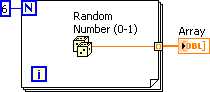 6
N
Random
Number (0-1)
Array
DBL
i